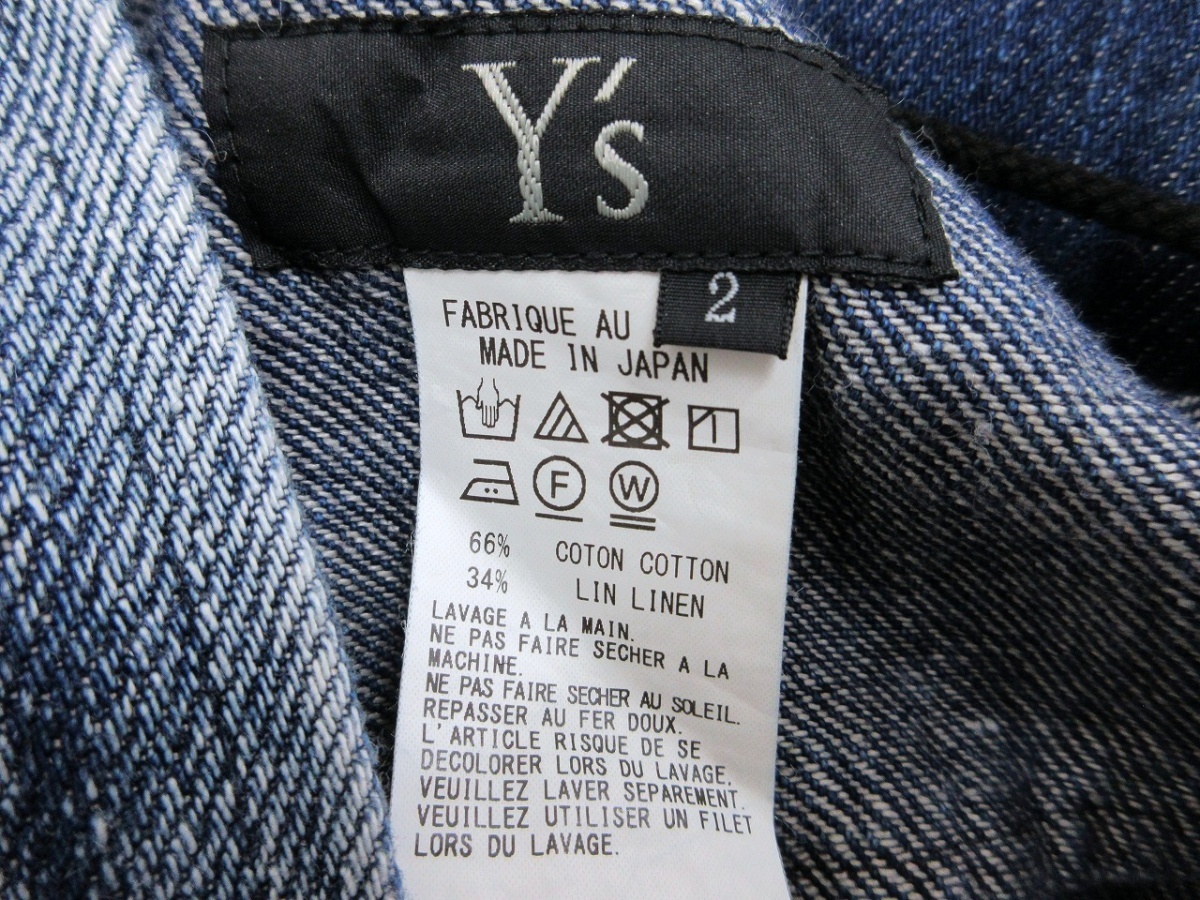 Y's
2
FABRIQUE AU
MADE IN JAPAN
F W
66% COTON COTTON
34% LIN LINEN
LAVAGE A LA MAIN.
NE PAS FAIRE SECHER A LA
MACHINE.
NE PAS FAIRE SECHER AU SOLEIL.
REPASSER AU FER DOUX.
L'ARTICLE RISQUE DE SE
DECOLORER LORS DU LAVAGE.
VEUILLEZ LAVER SEPAREMENT.
VEUILLEZ UTILISER UN FILET
LORS DU LAVAGE.